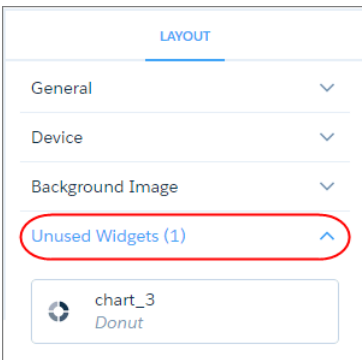 LAYOUT
General
Device
Background Image
Unused Widgets (1)
chart_3
Donut